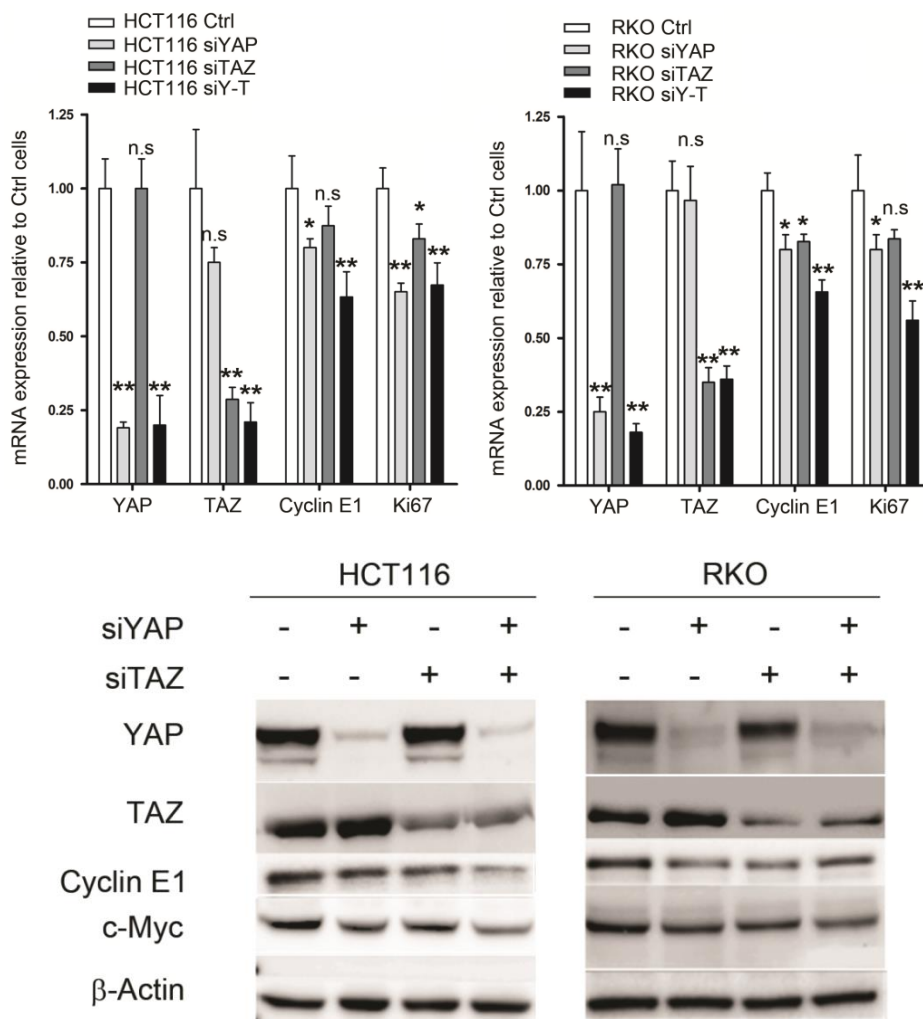 HCT116 Ctrl
HCT116 siYAP
HCT116 siTAZ
HCT116 siY-T
mRNA expression relative to Ctrl cells
1.25
1.00
0.75
0.50
0.25
0.00
n.s
n.s
n.s
*
*
**
**
**
**
**
**
**
YAP
TAZ
Cyclin E1
Ki67
RKO Ctrl
RKO siYAP
RKO siTAZ
RKO siY-T
mRNA expression relative to Ctrl cells
1.25
1.00
0.75
0.50
0.25
0.00
n.s
n.s
n.s
* *
*
**
**
** **
**
**
YAP
TAZ
Cyclin E1
Ki67
HCT116
RKO
siYAP - + - + - + - +
siTAZ - - + + - - + +
YAP
TAZ
Cyclin E1
c-Myc
β-Actin